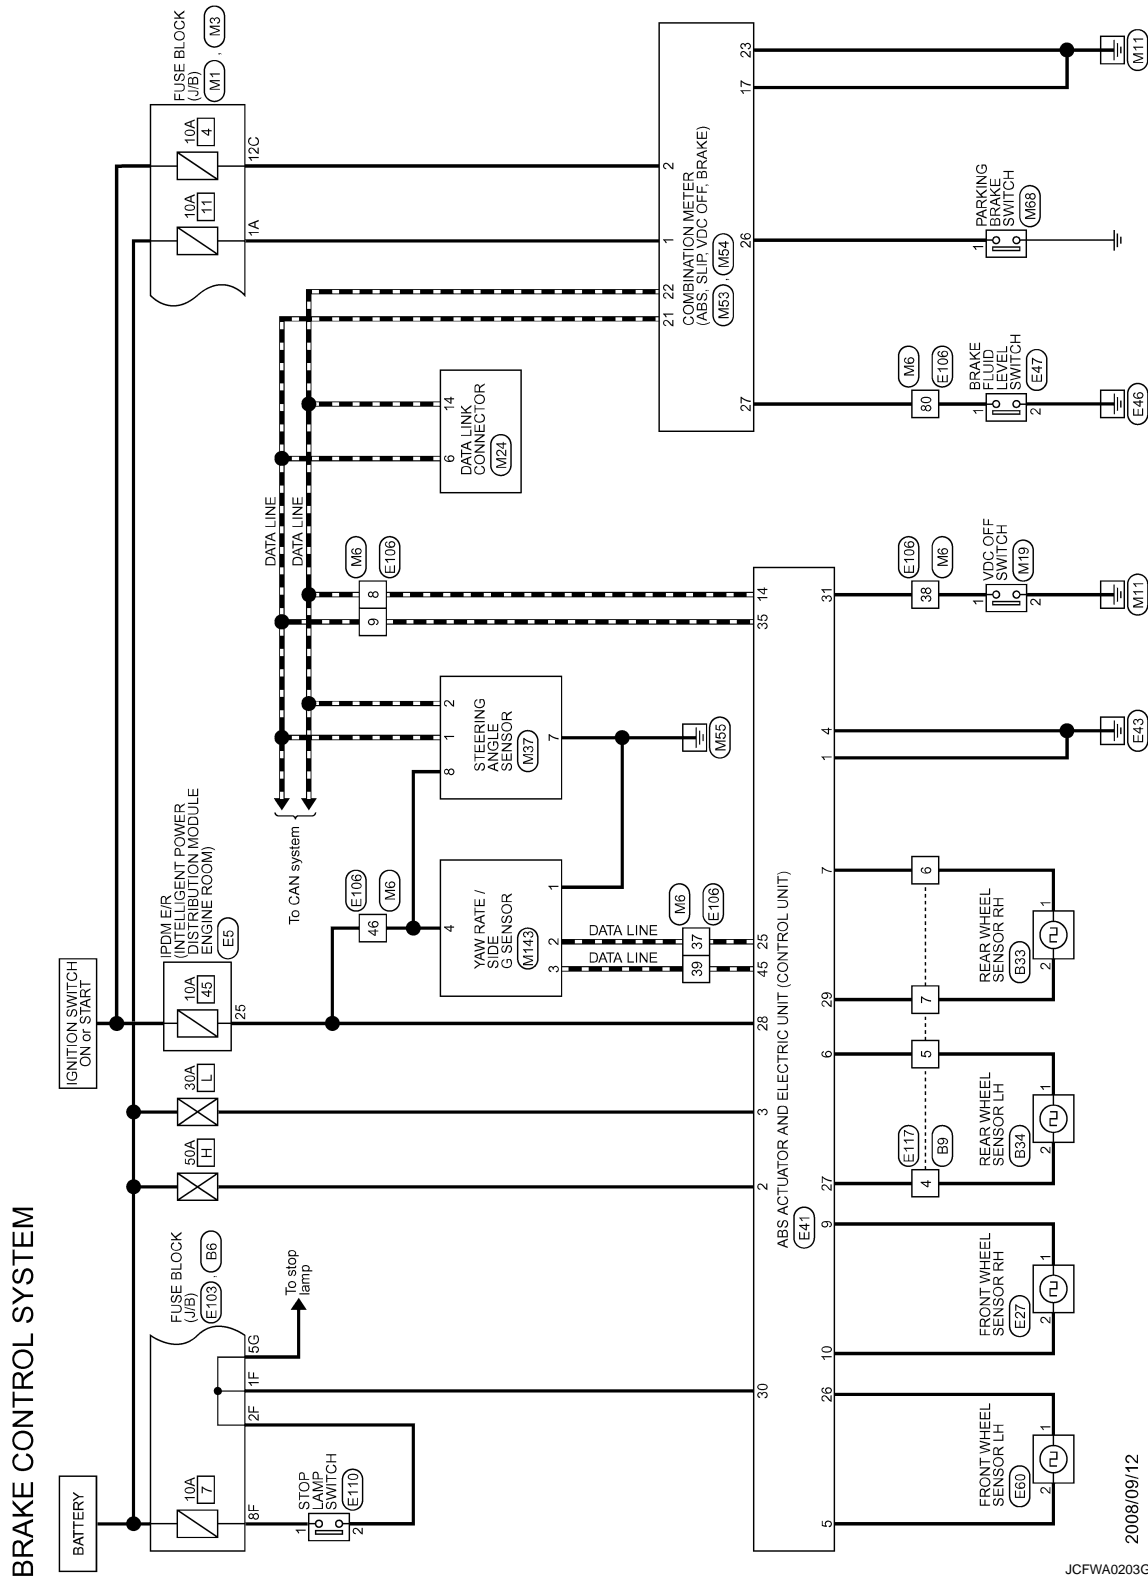 BRAKE CONTROL SYSTEM
BATTERY
IGNITION SWITCH
ON or START
10A
7
FUSE BLOCK
(J/B)
E103 , B6
8F
2F
1F
5G
To stop
lamp
1
STOP
LAMP
SWITCH
E110
2
50A
H
30A
L
10A
45
25
IPDM E/R
(INTELLIGENT POWER
DISTRIBUTION MODULE
ENGINE ROOM)
E5
10A
11
10A
4
1A
12C
FUSE BLOCK
(J/B)
M1 , M3
To CAN system
DATA LINE
DATA LINE
E106
46
M6
4
YAW RATE /
SIDE
G SENSOR
M143
3
2
1
DATA LINE
DATA LINE
39
37
M6
E106
8
1
2
STEERING
ANGLE
SENSOR
M37
7
M55
9
8
M6
E106
6
14
DATA LINK
CONNECTOR
M24
21
22
1
2
COMBINATION METER
(ABS, SLIP, VDC OFF, BRAKE)
M53 , M54
27
26
17
23
30
2
3
28
45
25
35
14
ABS ACTUATOR AND ELECTRIC UNIT (CONTROL UNIT)
E41
5
26
10
9
27
6
29
7
1
4
31
E117
4
B9
5
7
6
FRONT WHEEL
SENSOR LH
E60
2
1
FRONT WHEEL
SENSOR RH
E27
2
1
REAR WHEEL
SENSOR LH
B34
2
1
REAR WHEEL
SENSOR RH
B33
2
1
E43
E106
38
M6
1
VDC OFF
SWITCH
M19
2
M11
M6
80
E106
1
BRAKE
FLUID
LEVEL
SWITCH
E47
2
E46
1
PARKING
BRAKE
SWITCH
M68
M11
2008/09/12
JCFWA0203G